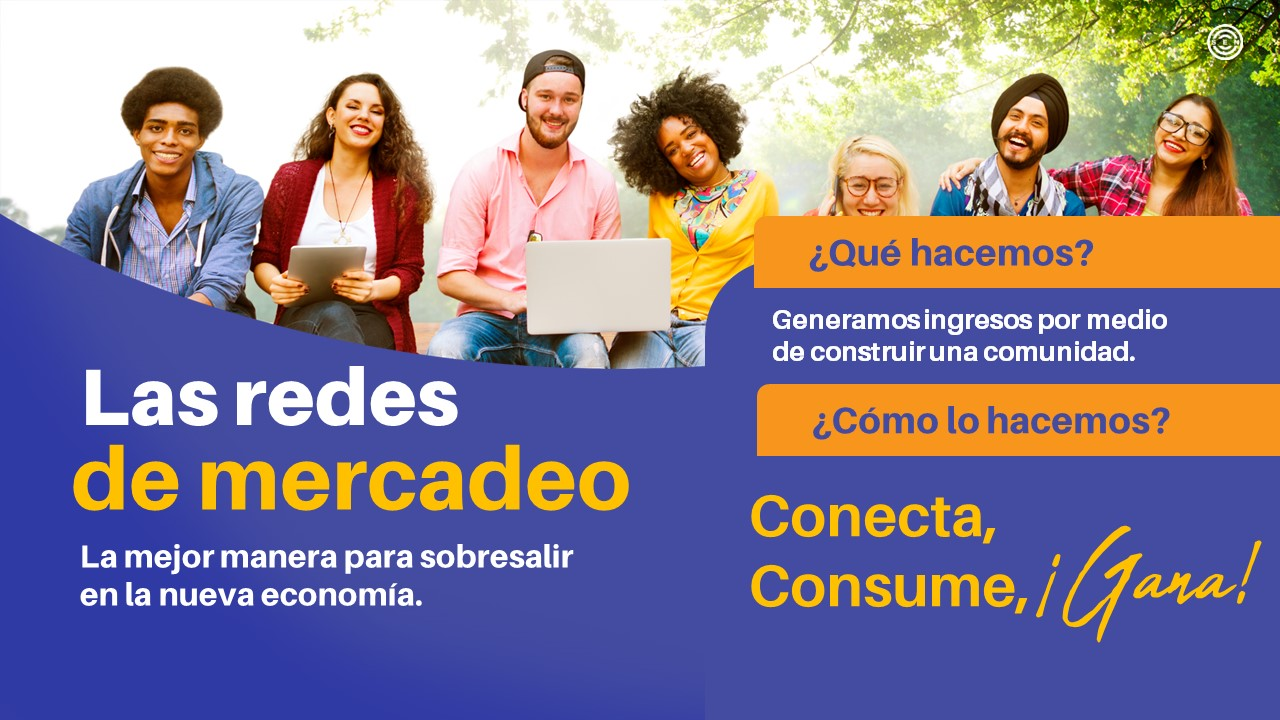 Las redes
de mercadeo
La mejor manera para sobresalir
en la nueva economía.
¿Qué hacemos?
Generamos ingresos por medio
de construir una comunidad.
¿Cómo lo hacemos?
Conecta,
Consume, ¡Gana!